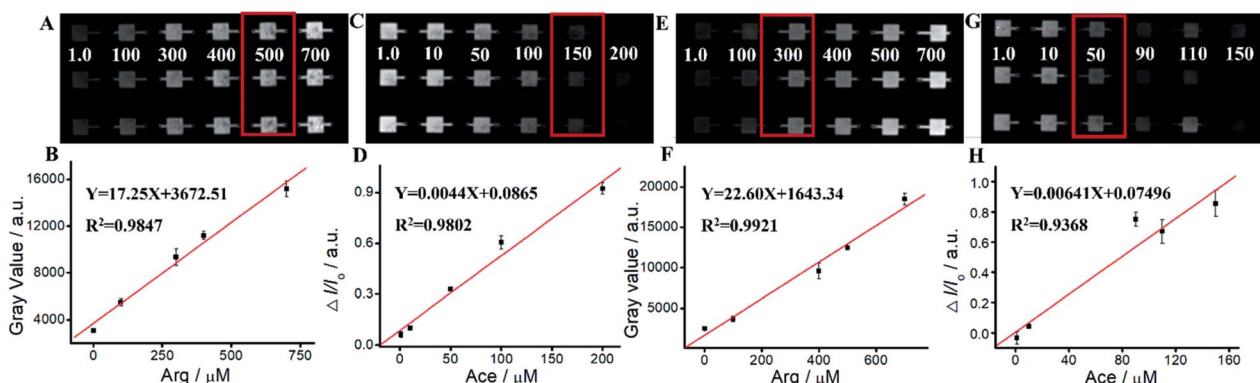 A
1.0 100 300 400 500 700
C
1.0 10 50 100 150 200
E
1.0 100 300 400 500 700
G
1.0 10 50 90 110 150
B
Y=17.25X+3672.51
R²=0.9847
16000
12000
8000
4000
Gray Value / a.u.
0 250 500 750
Arg / μM
D
Y=0.0044X+0.0865
R²=0.9802
0.9
0.6
0.3
0.0
△ I/Iₒ / a.u.
0 50 100 150 200
Ace / μM
F
Y=22.60X+1643.34
R²=0.9921
20000
15000
10000
5000
Gray value / a.u.
0 200 400 600
Arg / μM
H
Y=0.00641X+0.07496
R²=0.9368
1.0
0.8
0.6
0.4
0.2
0.0
△ I/Iₒ / a.u.
0 40 80 120 160
Ace / μM